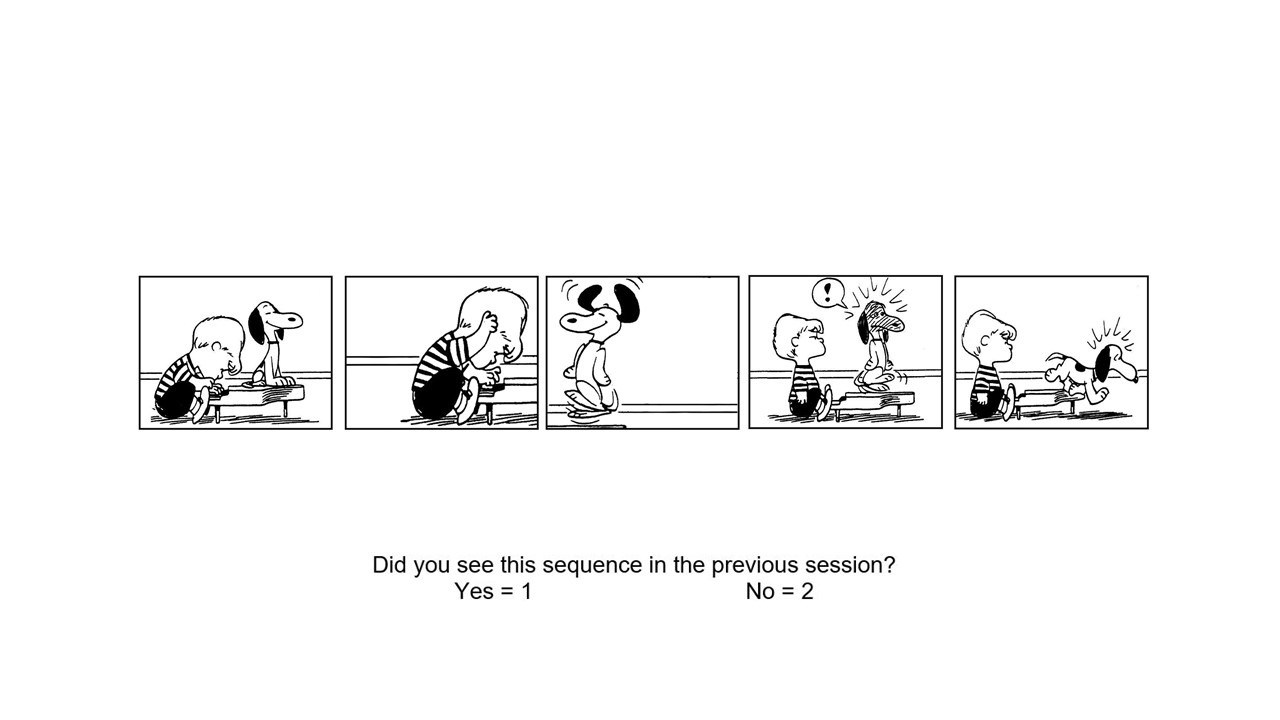 !
Did you see this sequence in the previous session?
Yes = 1 No = 2